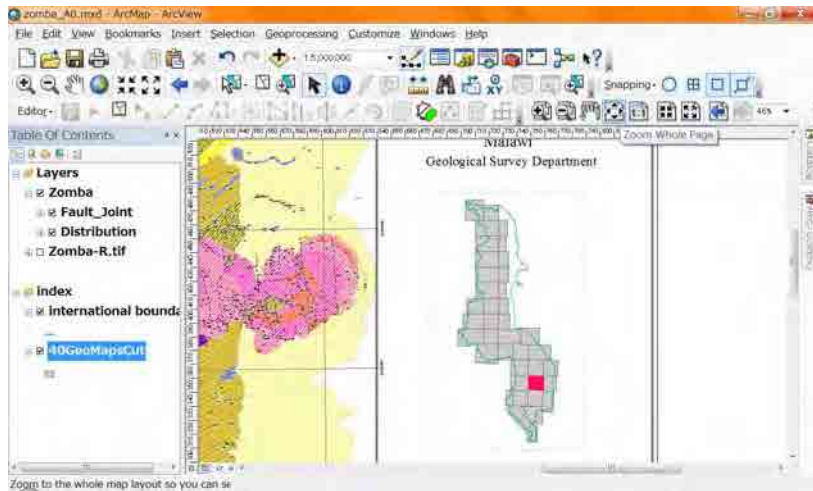 zomba_A0.mxd - ArcMap - ArcView
File Edit View Bookmarks Insert Selection Geoprocessing Customize Windows Help
1:5,000,000
Snapping
Editor
46%
Table Of Contents
Zoom Whole Page
Layers
Zomba
Fault_Joint
Distribution
Zomba-R.tif
index
international bounda
40GeoMapsCut
Malawi
Geological Survey Department
Zoom to the whole map layout so you can se